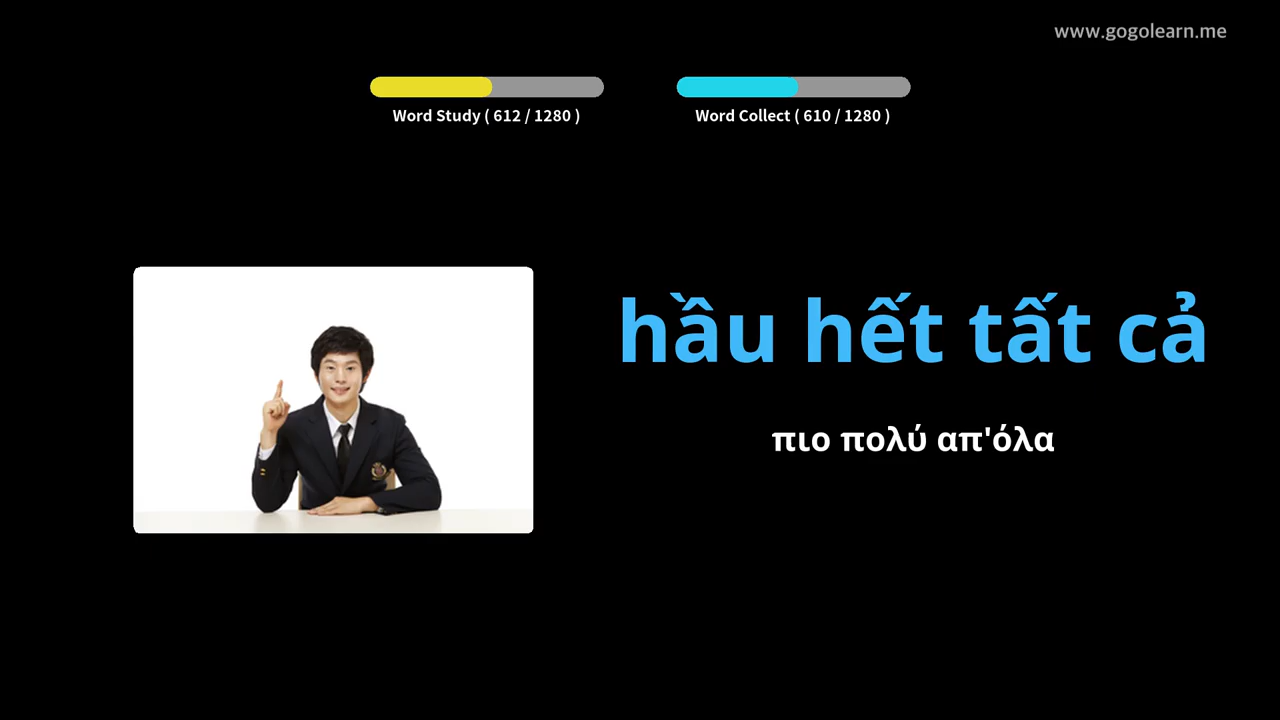 www.gogolearn.me
Word Study ( 612 / 1280 )
Word Collect ( 610 / 1280 )
hầu hết tất cả
πιο πολύ απ'όλα